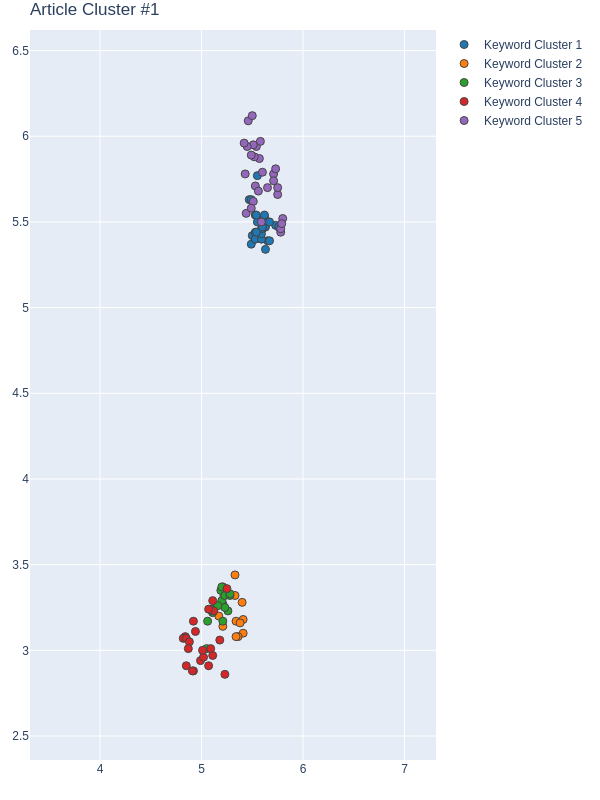 Article Cluster #1
6.5
6
5.5
5
4.5
4
3.5
3
2.5
4
5
6
7
Keyword Cluster 1
Keyword Cluster 2
Keyword Cluster 3
Keyword Cluster 4
Keyword Cluster 5